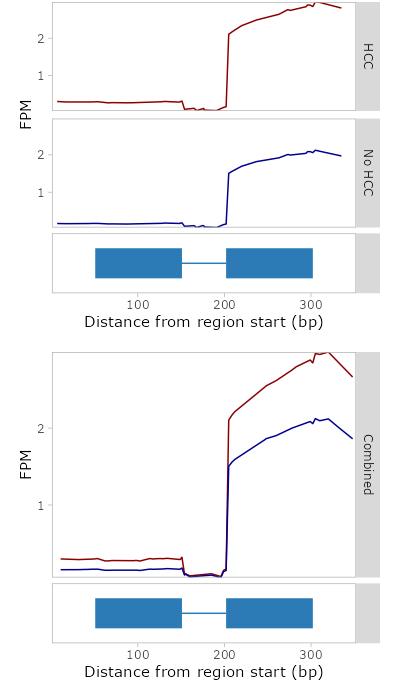 2
1
HCC
FPM
2
1
No HCC
100 200 300
Distance from region start (bp)
2
1
FPM
Combined
100 200 300
Distance from region start (bp)